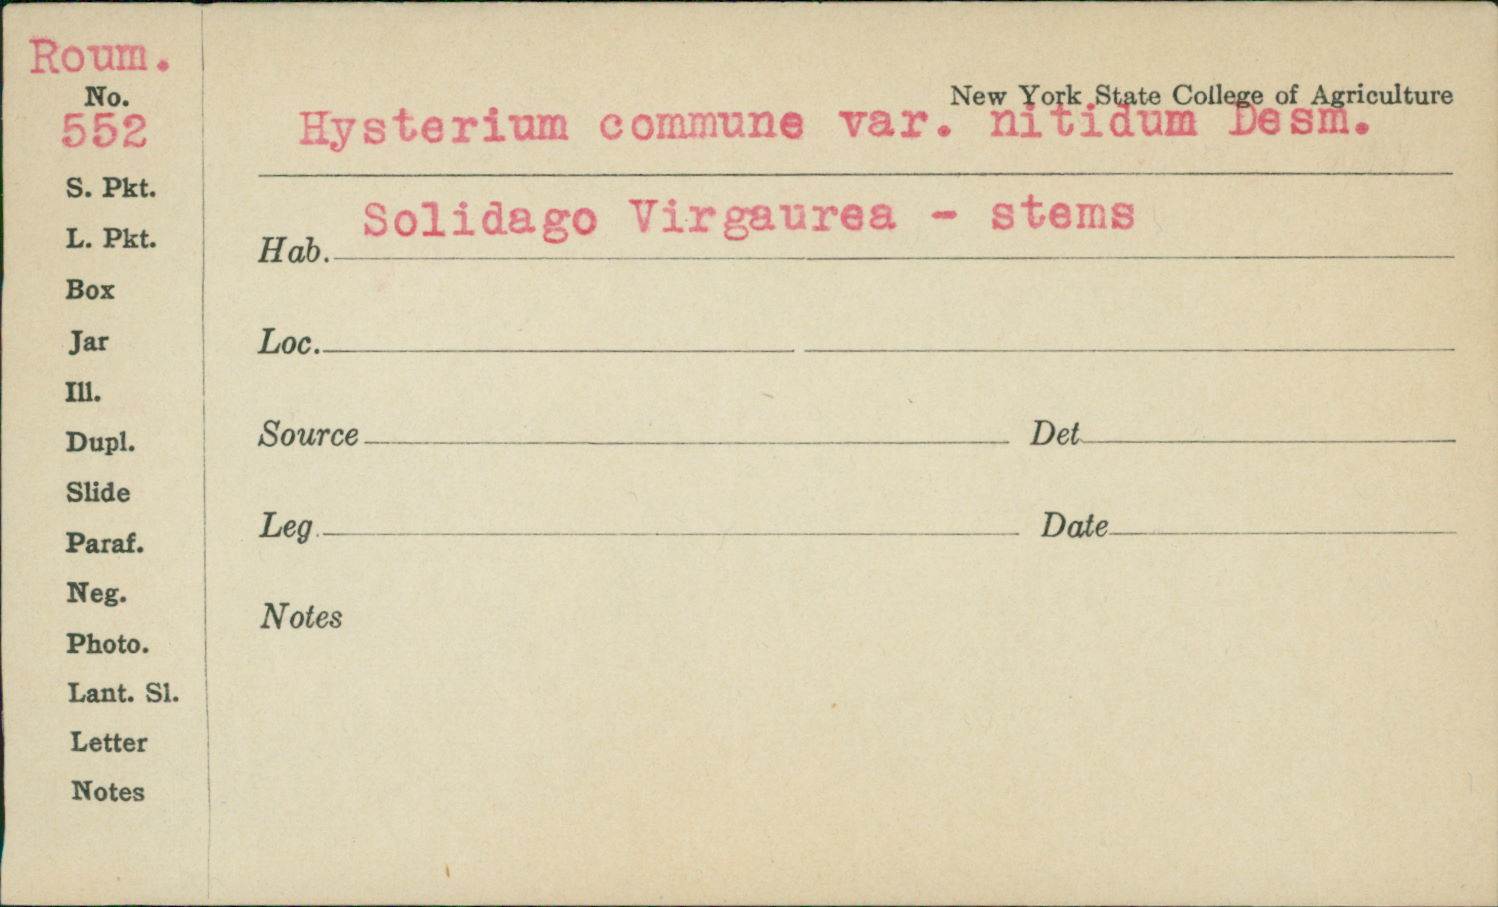 Roum.
No.
552
S. Pkt.
L. Pkt.
Box
Jar
Ill.
Dupl.
Slide
Paraf.
Neg.
Photo.
Lant. Sl.
Letter
Notes
New York State College of Agriculture
Hysterium commune var. nitidum Desm.
Solidago Virgaurea - stems
Hab.
Loc.
Source Det
Leg Date
Notes